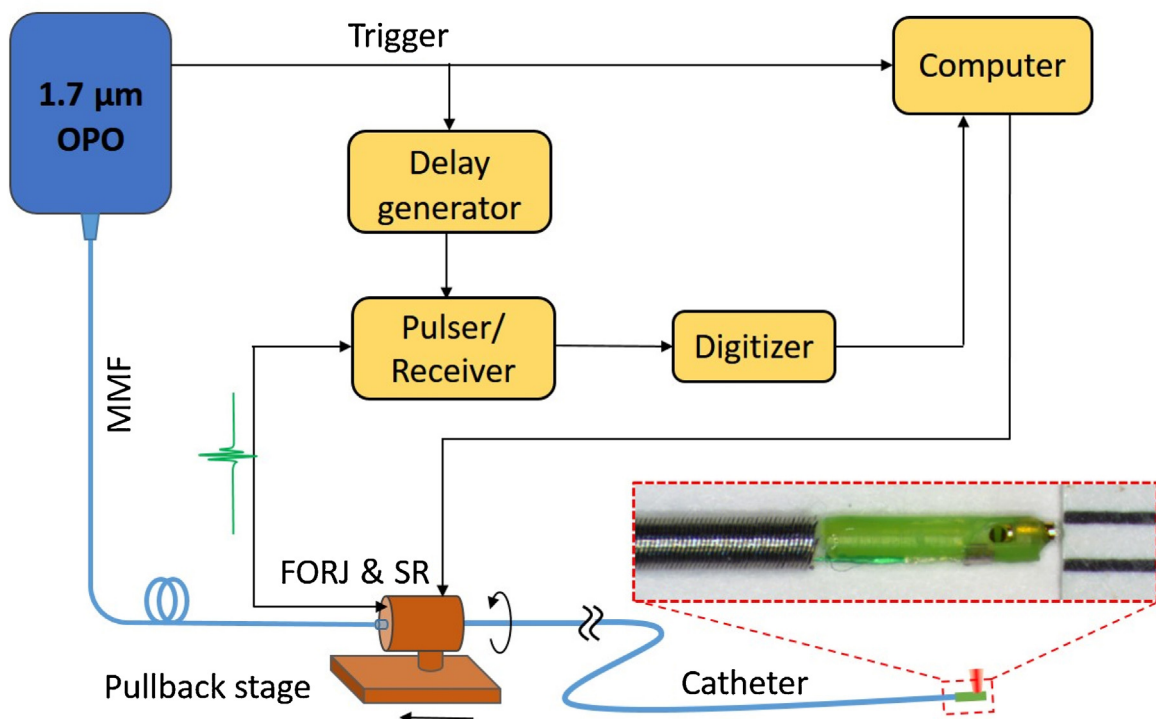 Trigger
1.7 µm
OPO
Computer
Delay
generator
Pulser/
Receiver
Digitizer
MMF
FORJ & SR
Pullback stage
Catheter